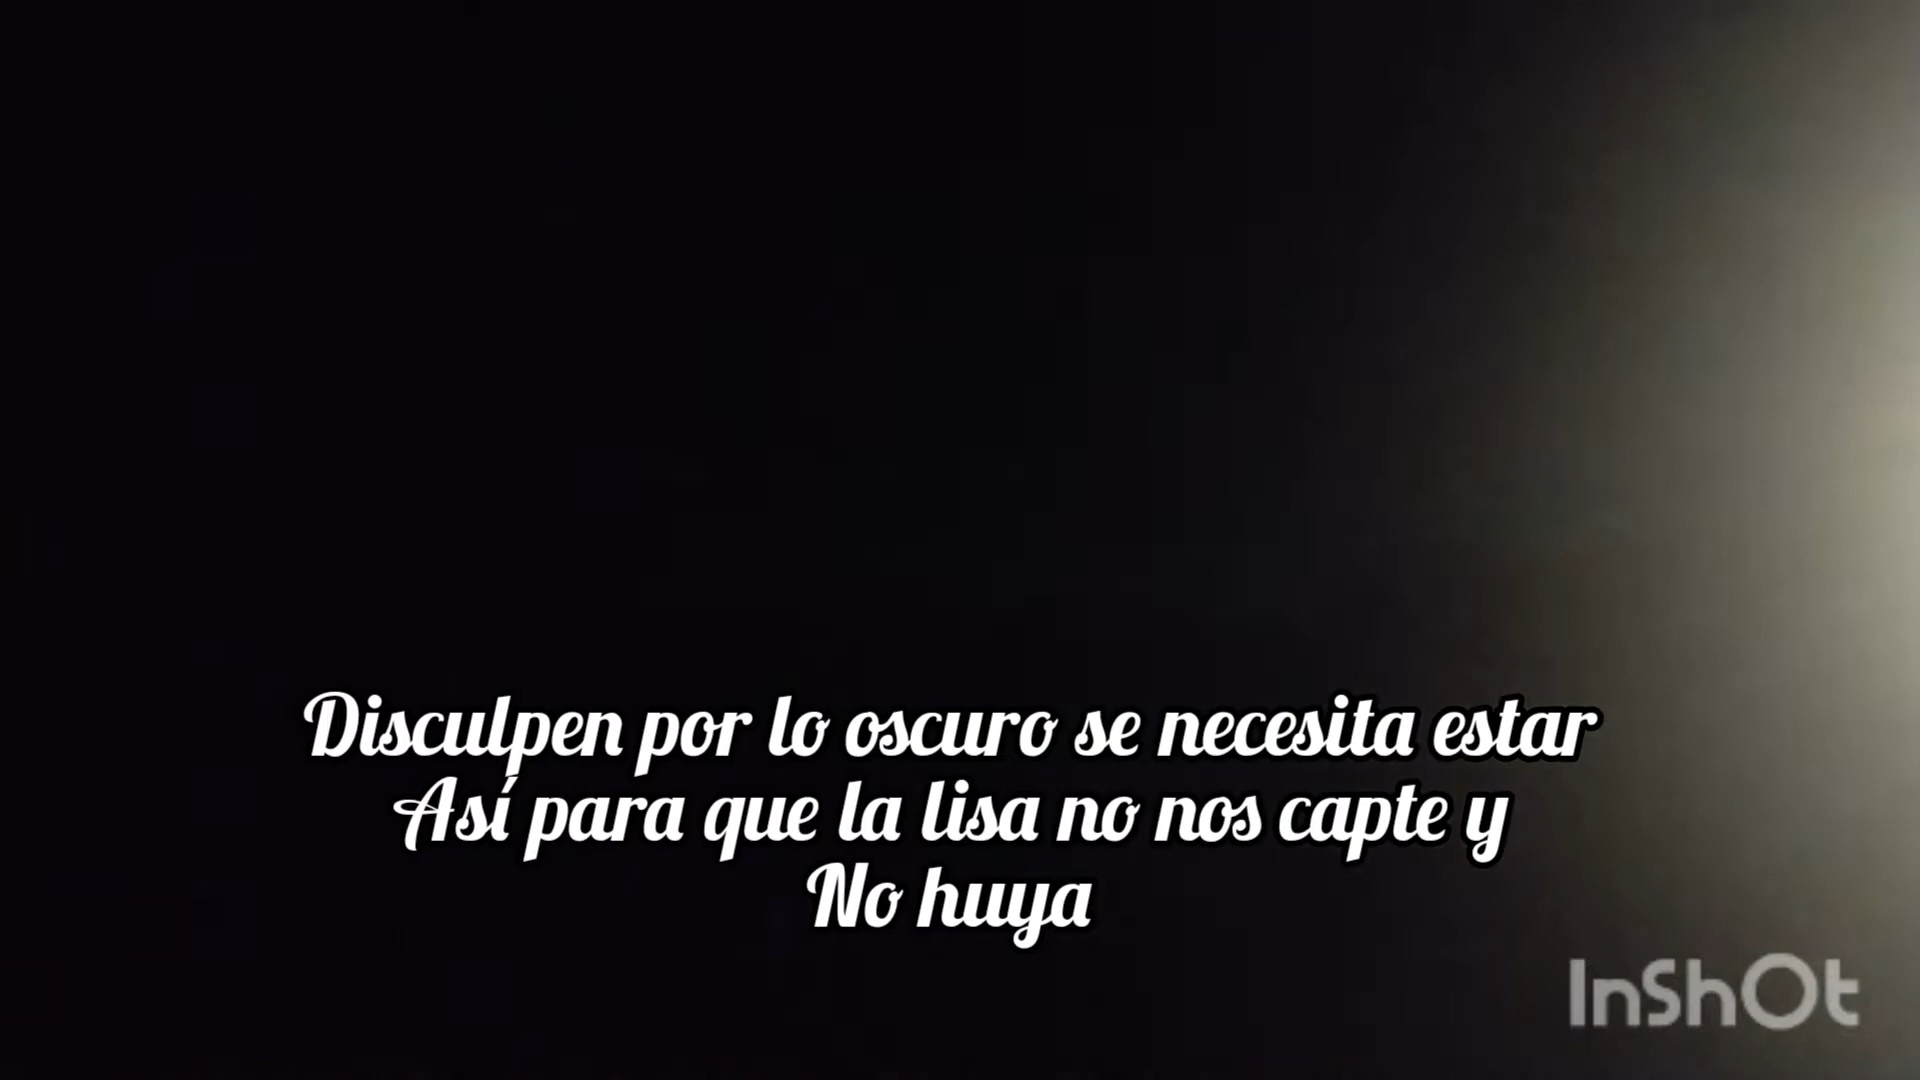 Disculpen por lo oscuro se necesita estar
Así para que la lisa no nos capte y
No huya
InShOt